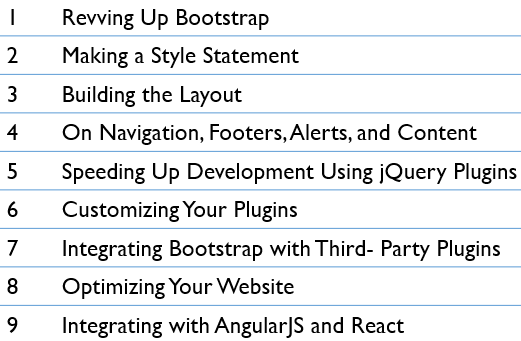 1 Revving Up Bootstrap
2 Making a Style Statement
3 Building the Layout
4 On Navigation, Footers, Alerts, and Content
5 Speeding Up Development Using jQuery Plugins
6 Customizing Your Plugins
7 Integrating Bootstrap with Third- Party Plugins
8 Optimizing Your Website
9 Integrating with AngularJS and React